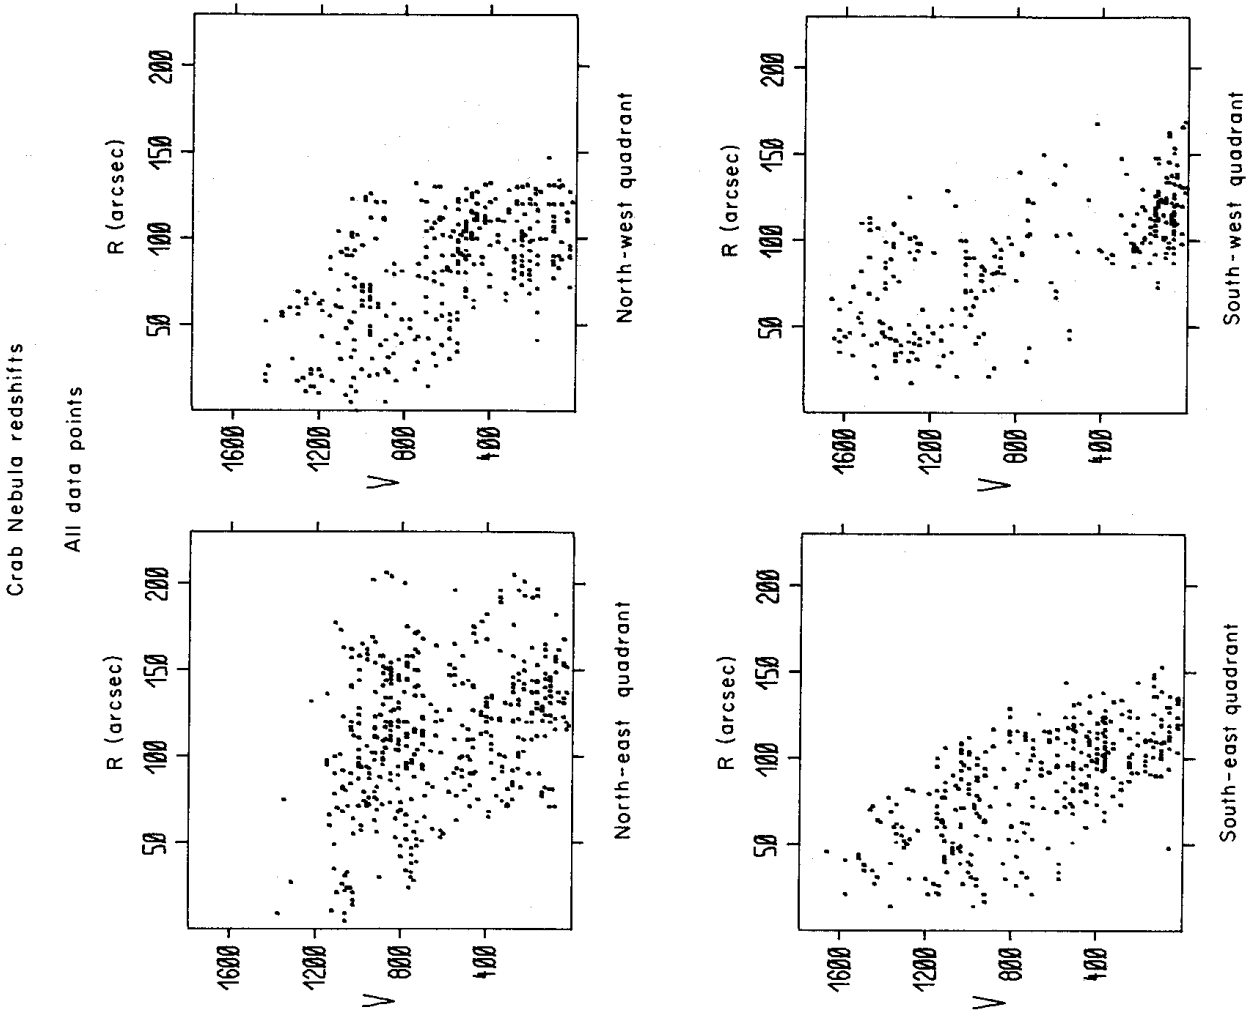 Crab Nebula redshifts
All data points
R (arcsec)
50 100 150 200
V
1600 1200 800 400
North-east quadrant
R (arcsec)
50 100 150 200
V
1600 1200 800 400
North-west quadrant
R (arcsec)
50 100 150 200
V
1600 1200 800 400
South-east quadrant
R (arcsec)
50 100 150 200
V
1600 1200 800 400
South-west quadrant